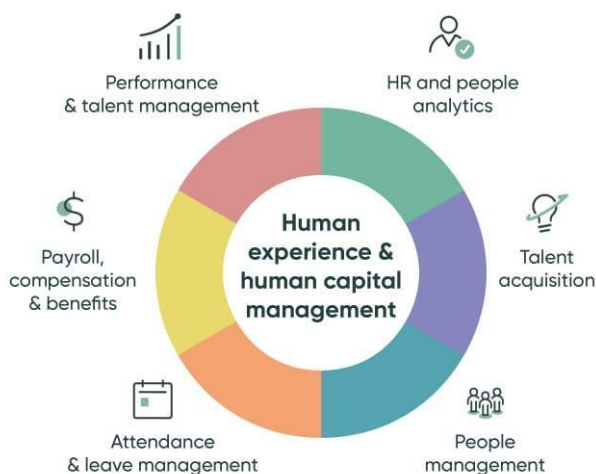 Performance
& talent management
HR and people
analytics
Payroll,
compensation
& benefits
Human
experience &
human capital
management
Talent
acquisition
Attendance
& leave management
People
management